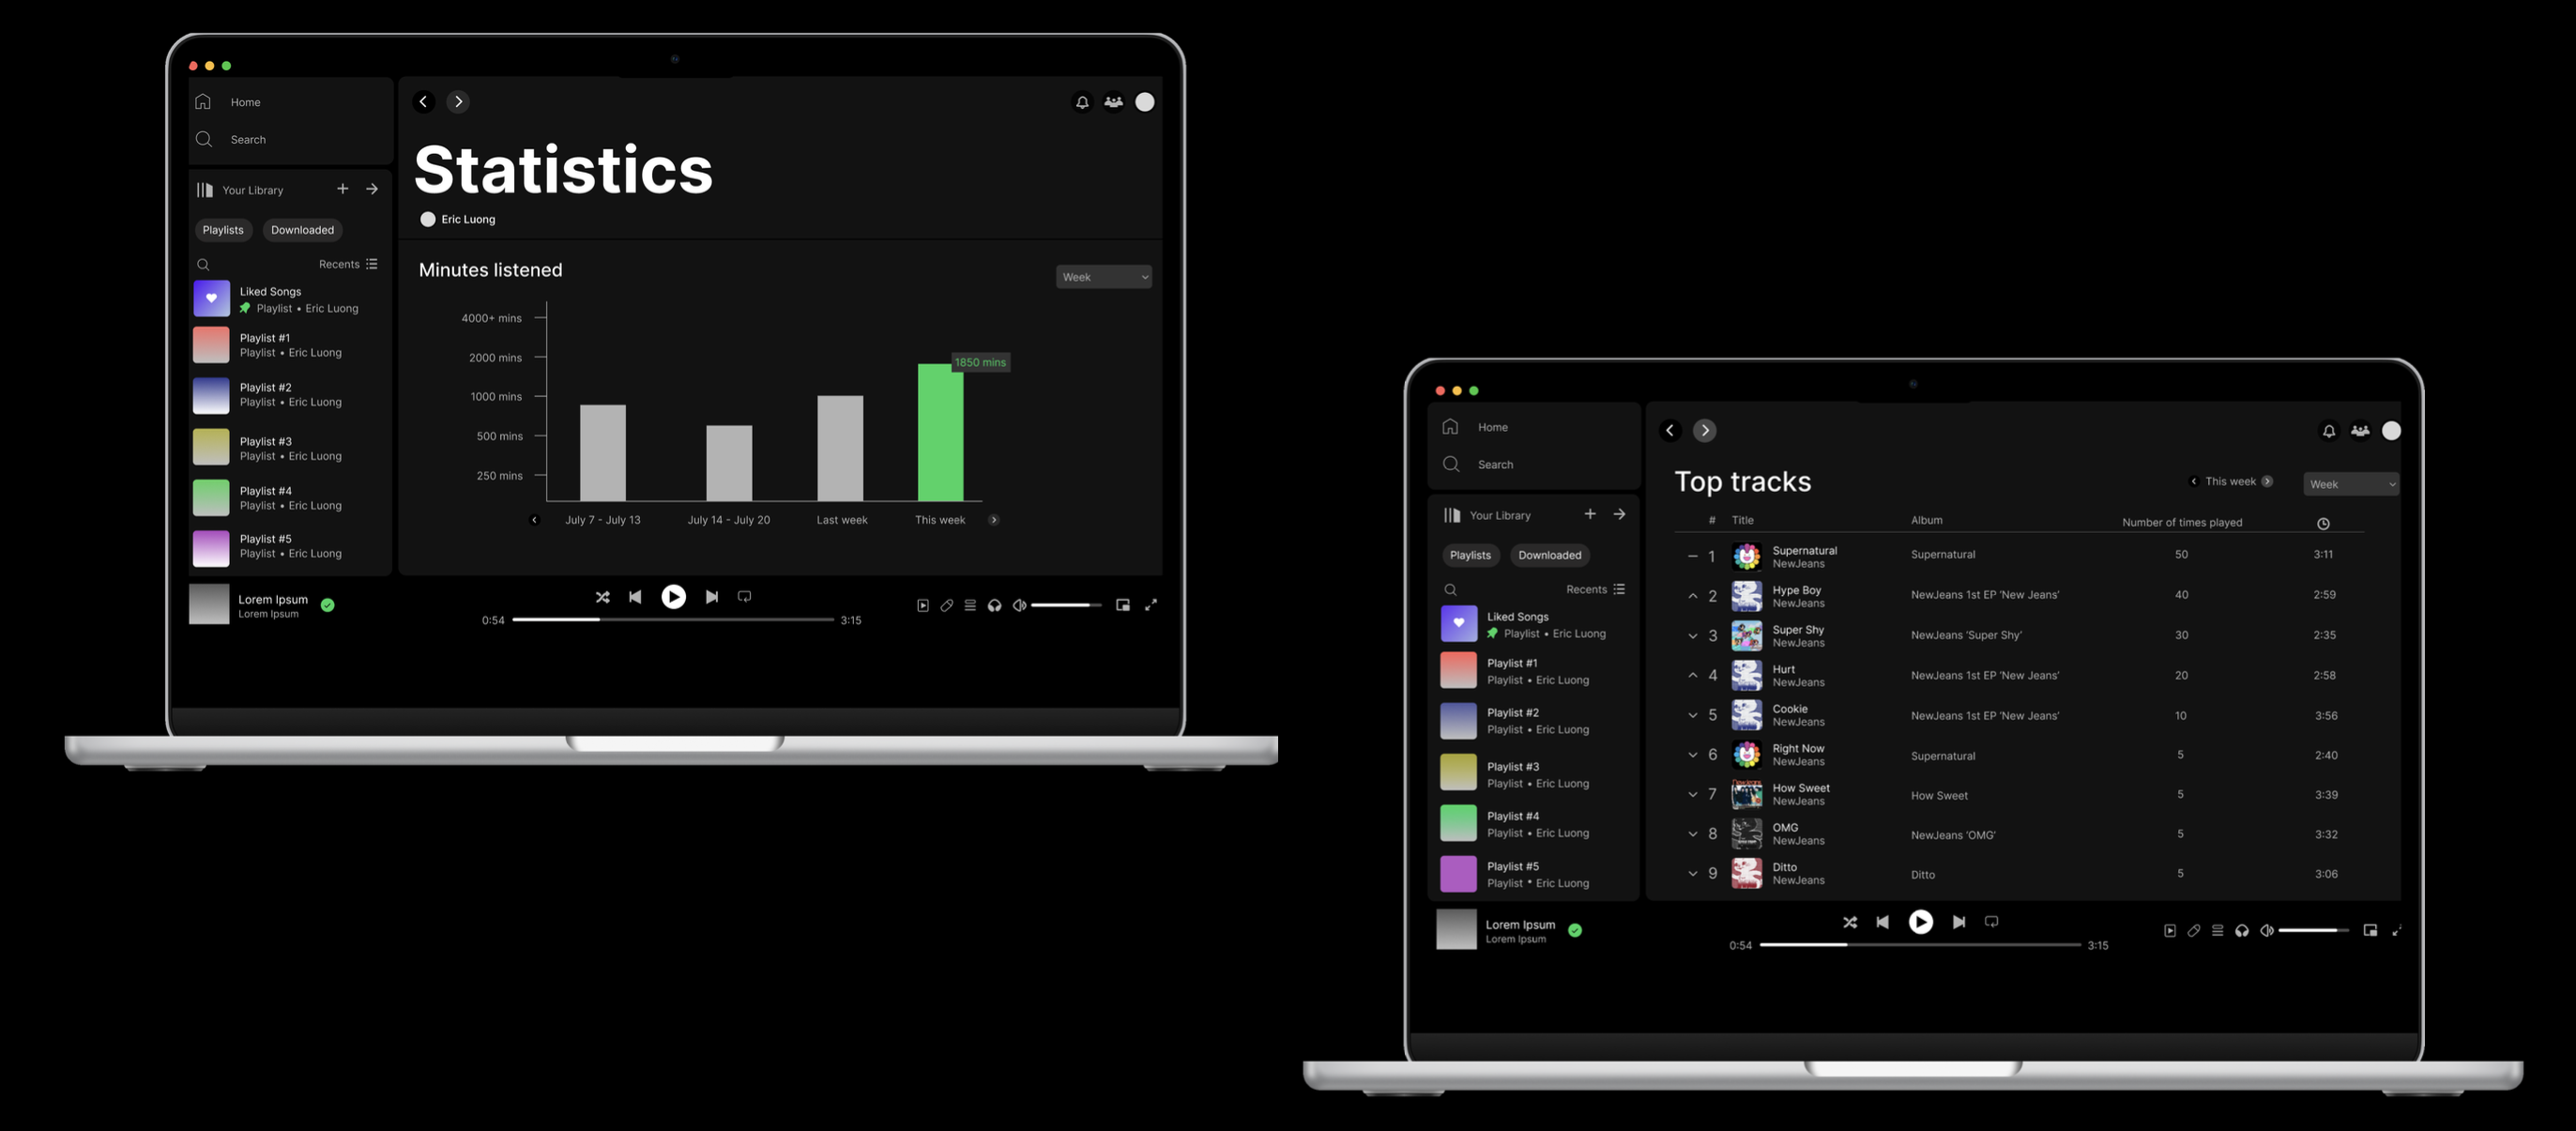 Home
Search
Your Library
Playlists Downloaded
Recents
Liked Songs
Playlist • Eric Luong
Playlist #1
Playlist • Eric Luong
Playlist #2
Playlist • Eric Luong
Playlist #3
Playlist • Eric Luong
Playlist #4
Playlist • Eric Luong
Playlist #5
Playlist • Eric Luong
Lorem Ipsum
Lorem Ipsum
Statistics
Eric Luong
Minutes listened
Week
4000+ mins
2000 mins
1000 mins
500 mins
250 mins
1850 mins
July 7 - July 13 July 14 - July 20 Last week This week
0:54 3:15
Home
Search
Your Library
Playlists Downloaded
Recents
Liked Songs
Playlist • Eric Luong
Playlist #1
Playlist • Eric Luong
Playlist #2
Playlist • Eric Luong
Playlist #3
Playlist • Eric Luong
Playlist #4
Playlist • Eric Luong
Playlist #5
Playlist • Eric Luong
Lorem Ipsum
Lorem Ipsum
Top tracks
This week
Week
# Title Album Number of times played
1 Supernatural Supernatural 50 3:11
NewJeans
2 Hype Boy NewJeans 1st EP ‘New Jeans’ 40 2:59
NewJeans
3 Super Shy NewJeans ‘Super Shy’ 30 2:35
NewJeans
4 Hurt NewJeans 1st EP ‘New Jeans’ 20 2:58
NewJeans
5 Cookie NewJeans 1st EP ‘New Jeans’ 10 3:56
NewJeans
6 Right Now Supernatural 5 2:40
NewJeans
7 How Sweet How Sweet 5 3:39
NewJeans
8 OMG NewJeans ‘OMG’ 5 3:32
NewJeans
9 Ditto Ditto 5 3:06
NewJeans
0:54 3:15